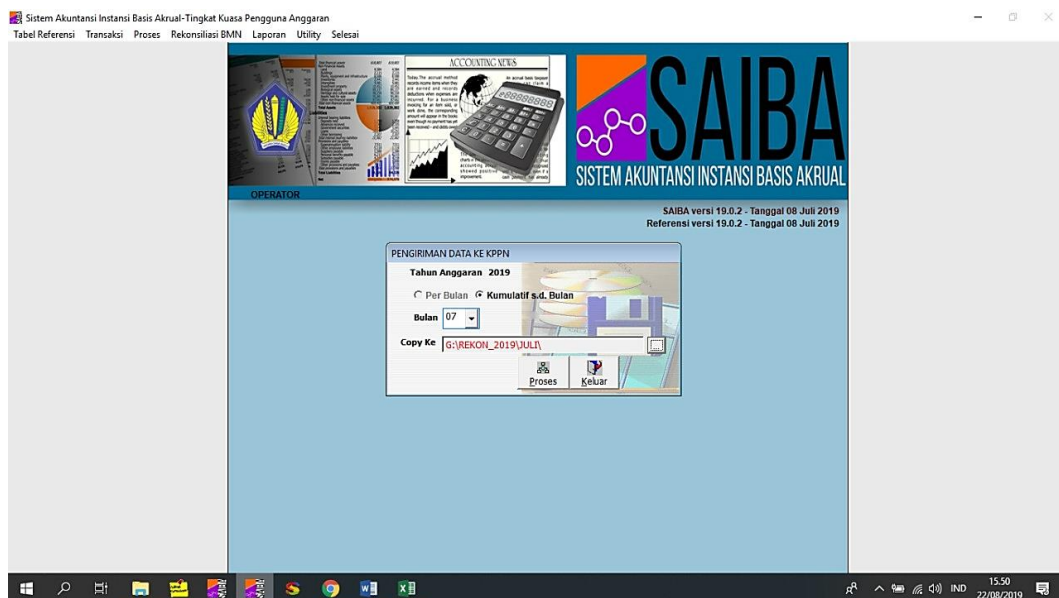 Sistem Akuntansi Instansi Basis Akrual-Tingkat Kuasa Pengguna Anggaran
Tabel Referensi Transaksi Proses Rekonsiliasi BMN Laporan Utility Selesai
ACCOUNTING NEWS
SAIBA
SISTEM AKUNTANSI INSTANSI BASIS AKRUAL
OPERATOR
SAIBA versi 19.0.2 - Tanggal 08 Juli 2019
Referensi versi 19.0.2 - Tanggal 08 Juli 2019
PENGIRIMAN DATA KE KPPN
Tahun Anggaran 2019
Per Bulan Kumulatif s.d. Bulan
Bulan 07
Copy Ke G:\REKON_2019\JULI\
...
Proses Keluar
IND 15.50
22/08/2019